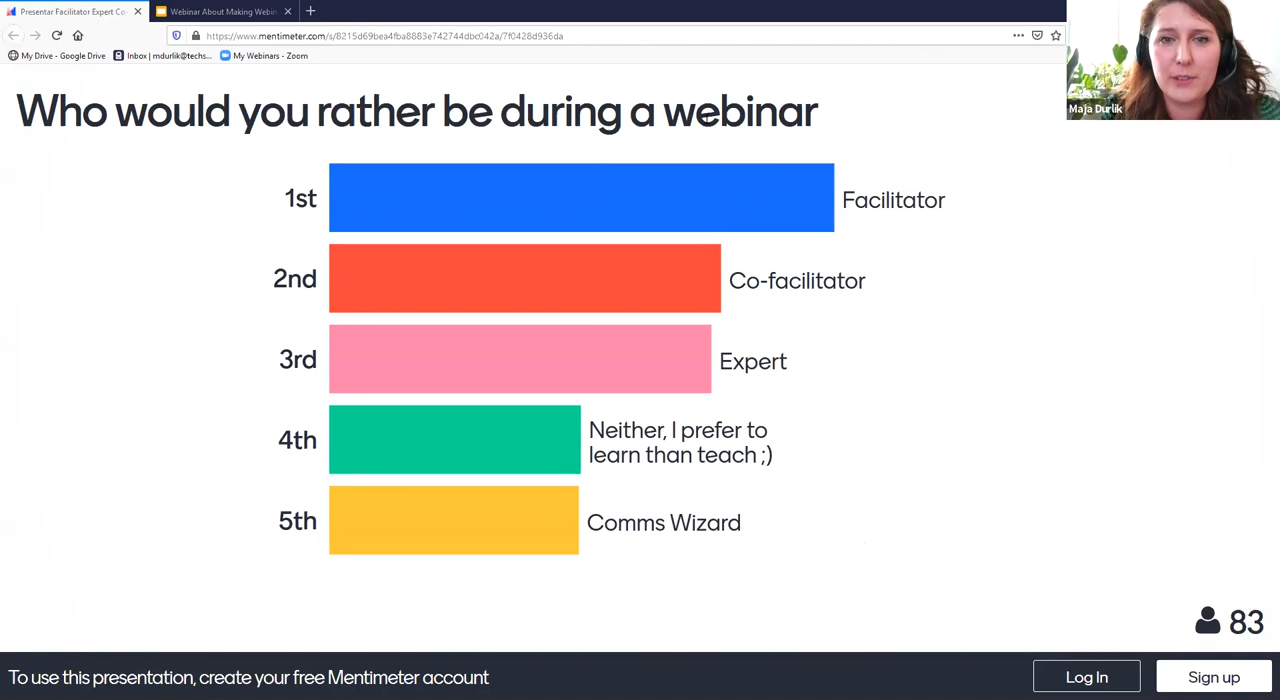 Presentar Facilitator Expert Co
Webinar About Making Webin
https://www.mentimeter.com/s/8215d69bea4fba8883e742744dbc042a/7f0428d936da
My Drive - Google Drive
Inbox | mdurlik@techs...
My Webinars - Zoom
Maja Durlik
Who would you rather be during a webinar
1st
Facilitator
2nd
Co-facilitator
3rd
Expert
4th
Neither, I prefer to
learn than teach ;)
5th
Comms Wizard
83
To use this presentation, create your free Mentimeter account
Log In
Sign up